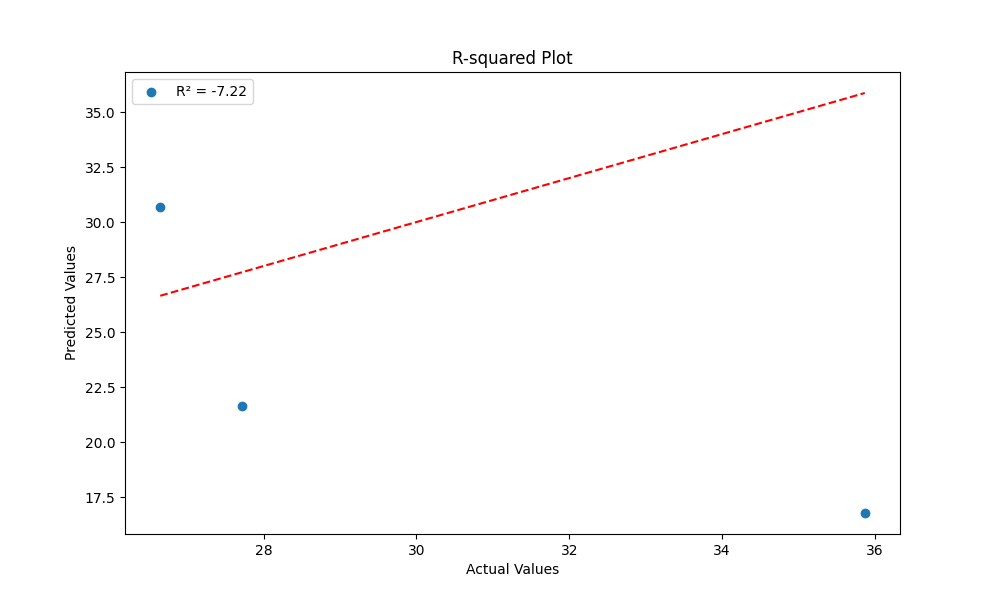 R-squared Plot
R² = -7.22
35.0
32.5
30.0
27.5
25.0
22.5
20.0
17.5
Predicted Values
28 30 32 34 36
Actual Values